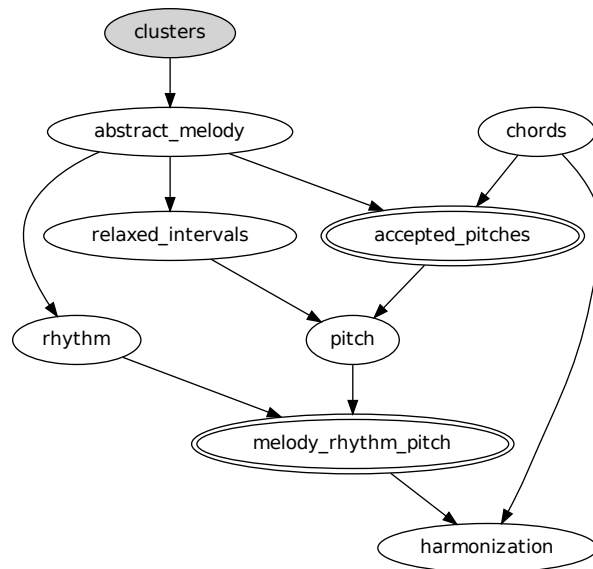 clusters
abstract_melody
chords
relaxed_intervals
accepted_pitches
rhythm
pitch
melody_rhythm_pitch
harmonization